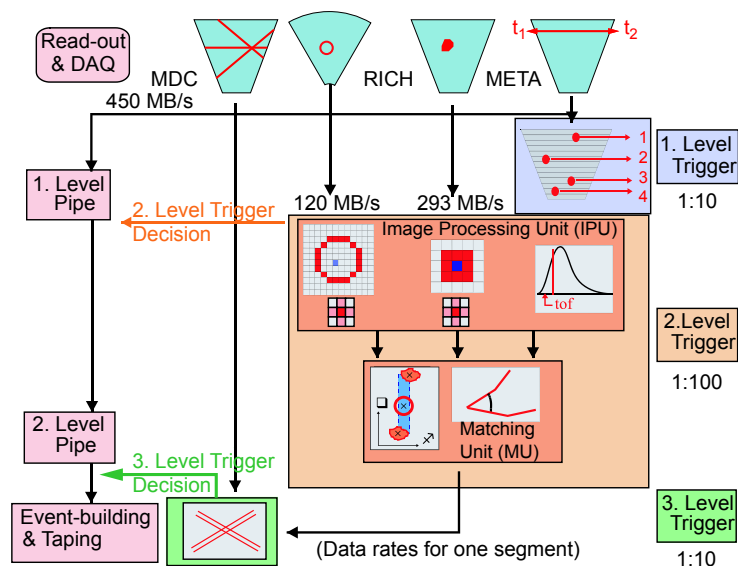 Read-out
& DAQ
t1 t2
MDC
RICH
META
450 MB/s
1
2
3
4
1. Level
Trigger
1:10
1. Level
Pipe
2. Level Trigger
Decision
120 MB/s
293 MB/s
Image Processing Unit (IPU)
tof
2.Level
Trigger
1:100
Matching
Unit (MU)
2. Level
Pipe
3. Level Trigger
Decision
Event-building
& Taping
(Data rates for one segment)
3. Level
Trigger
1:10